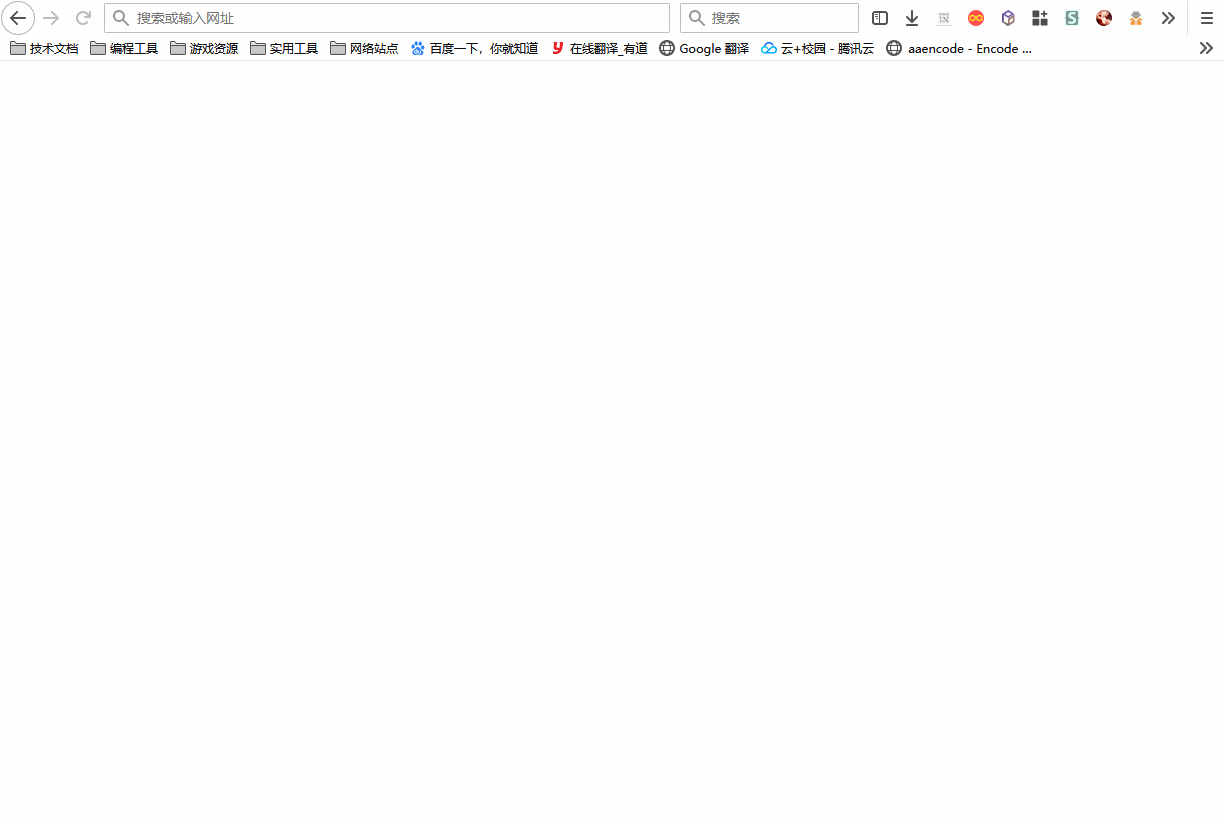 搜索或输入网址 搜索
技术文档 编程工具 游戏资源 实用工具 网络站点 百度一下，你就知道 在线翻译_有道 Google 翻译 云+校园 - 腾讯云 aaencode - Encode ...